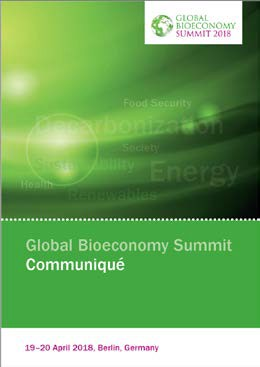 GLOBAL
BIOECONOMY
SUMMIT 2018
Food Security
Decarbonization
Society
Sustainability
Energy
Health
Renewables
Global Bioeconomy Summit
Communiqué
19–20 April 2018, Berlin, Germany